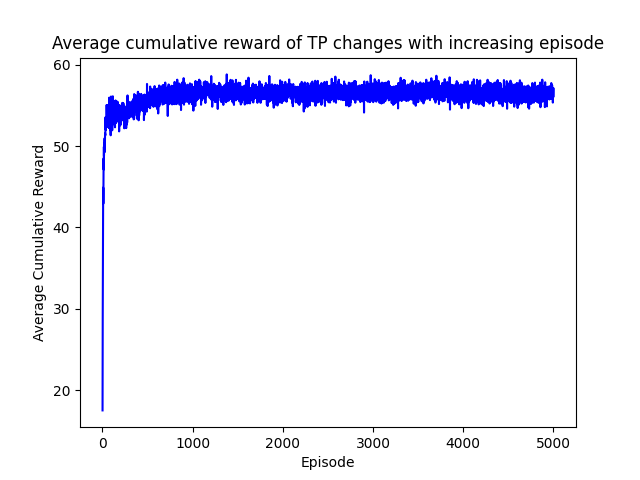 Average cumulative reward of TP changes with increasing episode
60
50
40
30
20
Average Cumulative Reward
0 1000 2000 3000 4000 5000
Episode